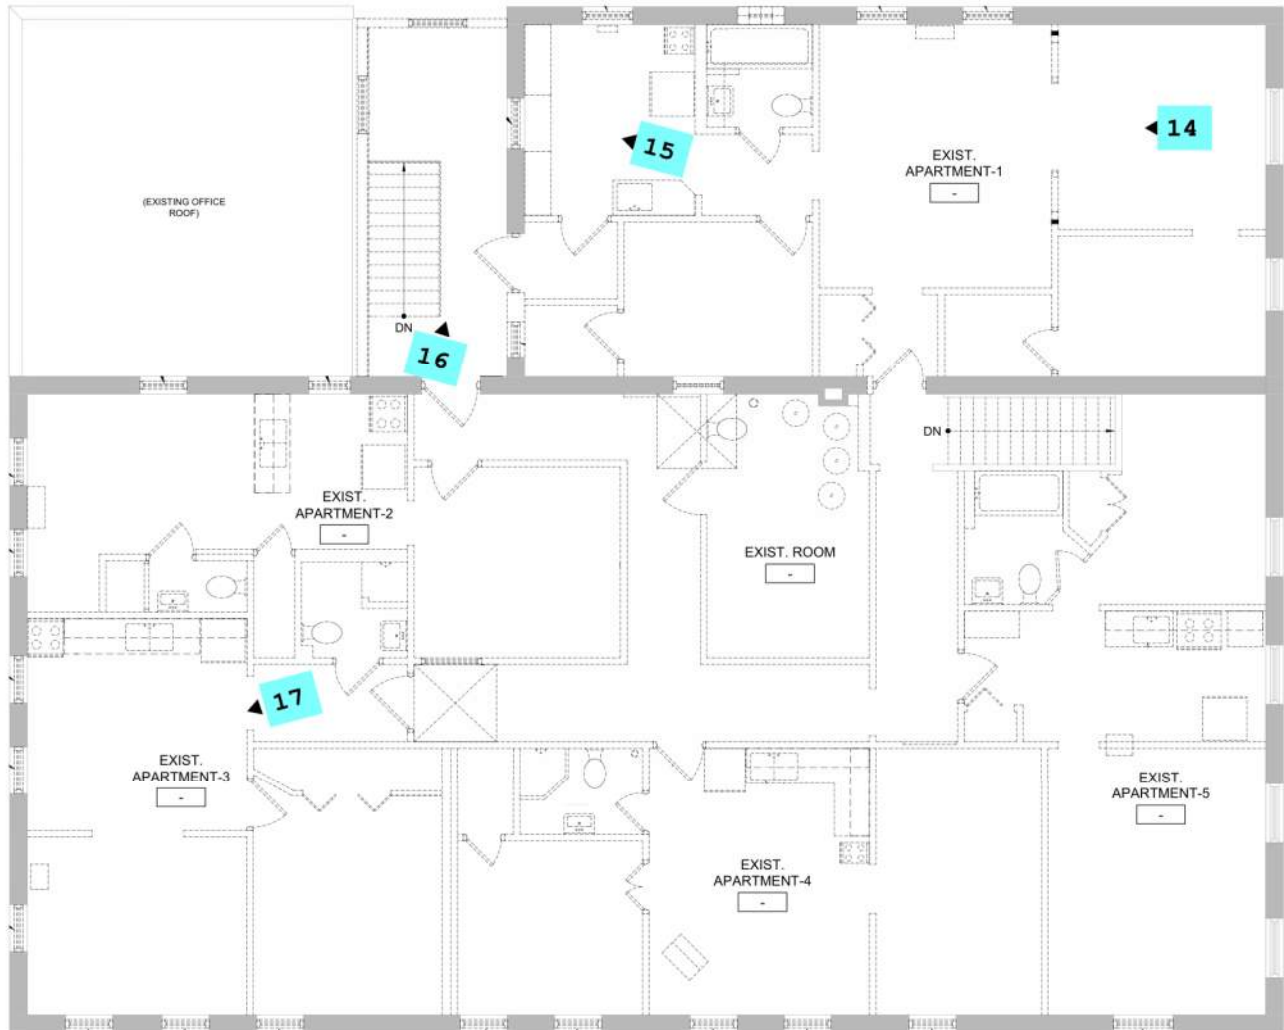 14
15
EXIST.
APARTMENT-1
-
(EXISTING OFFICE
ROOF)
DN
16
DN
EXIST.
APARTMENT-2
-
EXIST. ROOM
-
17
EXIST.
APARTMENT-3
-
EXIST.
APARTMENT-5
-
EXIST.
APARTMENT-4
-